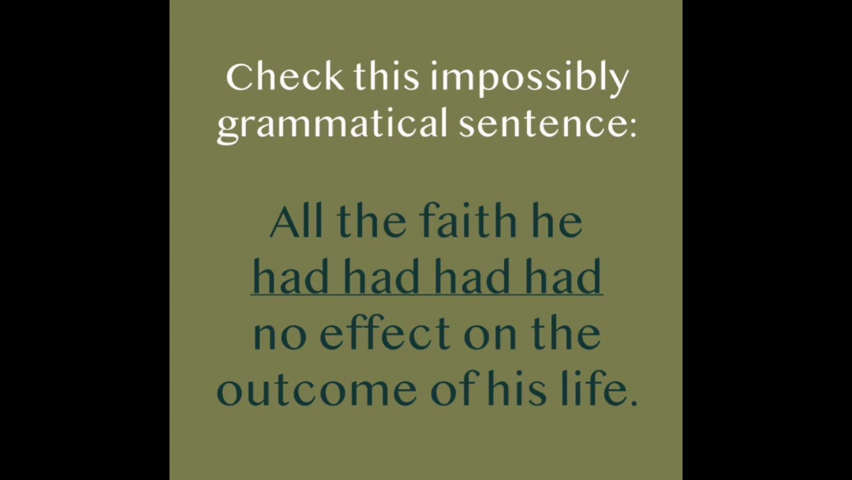 Check this impossibly
grammatical sentence:
All the faith he
had had had had
no effect on the
outcome of his life.